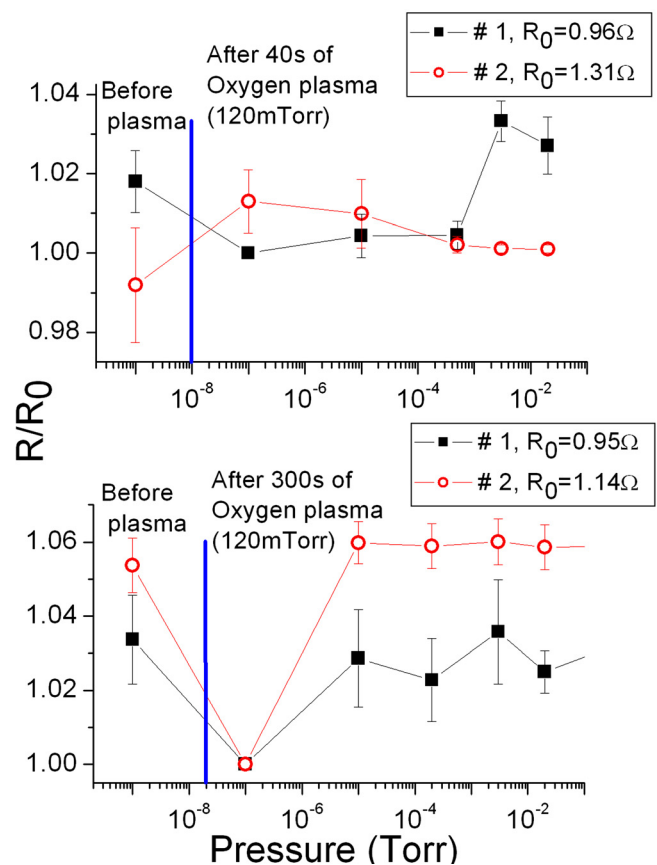 # 1, R0=0.96Ω
# 2, R0=1.31Ω
Before
plasma
After 40s of
Oxygen plasma
(120mTorr)
1.04
1.02
1.00
0.98
10-8
10-6
10-4
10-2
R/R0
# 1, R0=0.95Ω
# 2, R0=1.14Ω
Before
plasma
After 300s of
Oxygen plasma
(120mTorr)
1.06
1.04
1.02
1.00
10-8
10-6
10-4
10-2
Pressure (Torr)